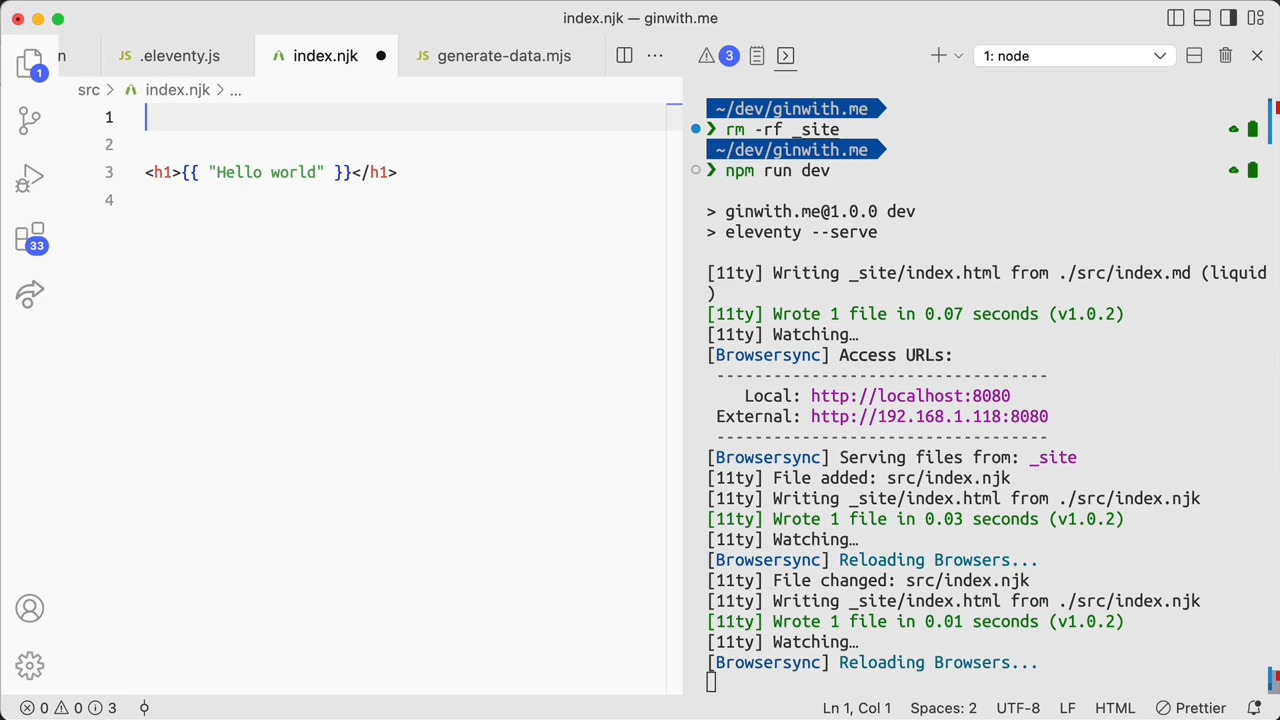 index.njk — ginwith.me
n
JS .eleventy.js
index.njk
JS generate-data.mjs
...
3
1: node
1
33
src > index.njk > ...
1
2
3 <h1>{{ "Hello world" }}</h1>
4
~/dev/ginwith.me
❯ rm -rf _site
~/dev/ginwith.me
❯ npm run dev
> ginwith.me@1.0.0 dev
> eleventy --serve
[11ty] Writing _site/index.html from ./src/index.md (liquid
)
[11ty] Wrote 1 file in 0.07 seconds (v1.0.2)
[11ty] Watching…
[Browsersync] Access URLs:
-----------------------------------
Local: http://localhost:8080
External: http://192.168.1.118:8080
-----------------------------------
[Browsersync] Serving files from: _site
[11ty] File added: src/index.njk
[11ty] Writing _site/index.html from ./src/index.njk
[11ty] Wrote 1 file in 0.03 seconds (v1.0.2)
[11ty] Watching…
[Browsersync] Reloading Browsers...
[11ty] File changed: src/index.njk
[11ty] Writing _site/index.html from ./src/index.njk
[11ty] Wrote 1 file in 0.01 seconds (v1.0.2)
[11ty] Watching…
[Browsersync] Reloading Browsers...
0 0 3
Ln 1, Col 1 Spaces: 2 UTF-8 LF HTML Prettier